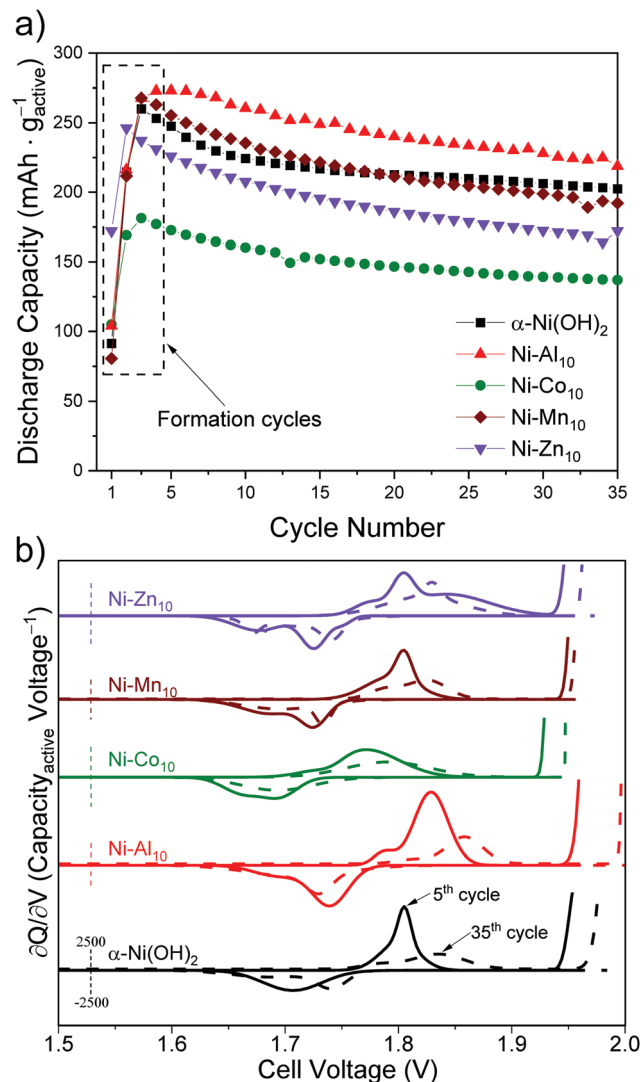 a)
Discharge Capacity (mAh · g⁻¹active)
300
250
200
150
100
50
0
Formation cycles
α-Ni(OH)₂
Ni-Al₁₀
Ni-Co₁₀
Ni-Mn₁₀
Ni-Zn₁₀
1 5 10 15 20 25 30 35
Cycle Number
b)
∂Q/∂V (Capacityactive Voltage⁻¹)
Ni-Zn₁₀
Ni-Mn₁₀
Ni-Co₁₀
Ni-Al₁₀
5th cycle
35th cycle
2500
α-Ni(OH)₂
-2500
1.5 1.6 1.7 1.8 1.9 2.0
Cell Voltage (V)